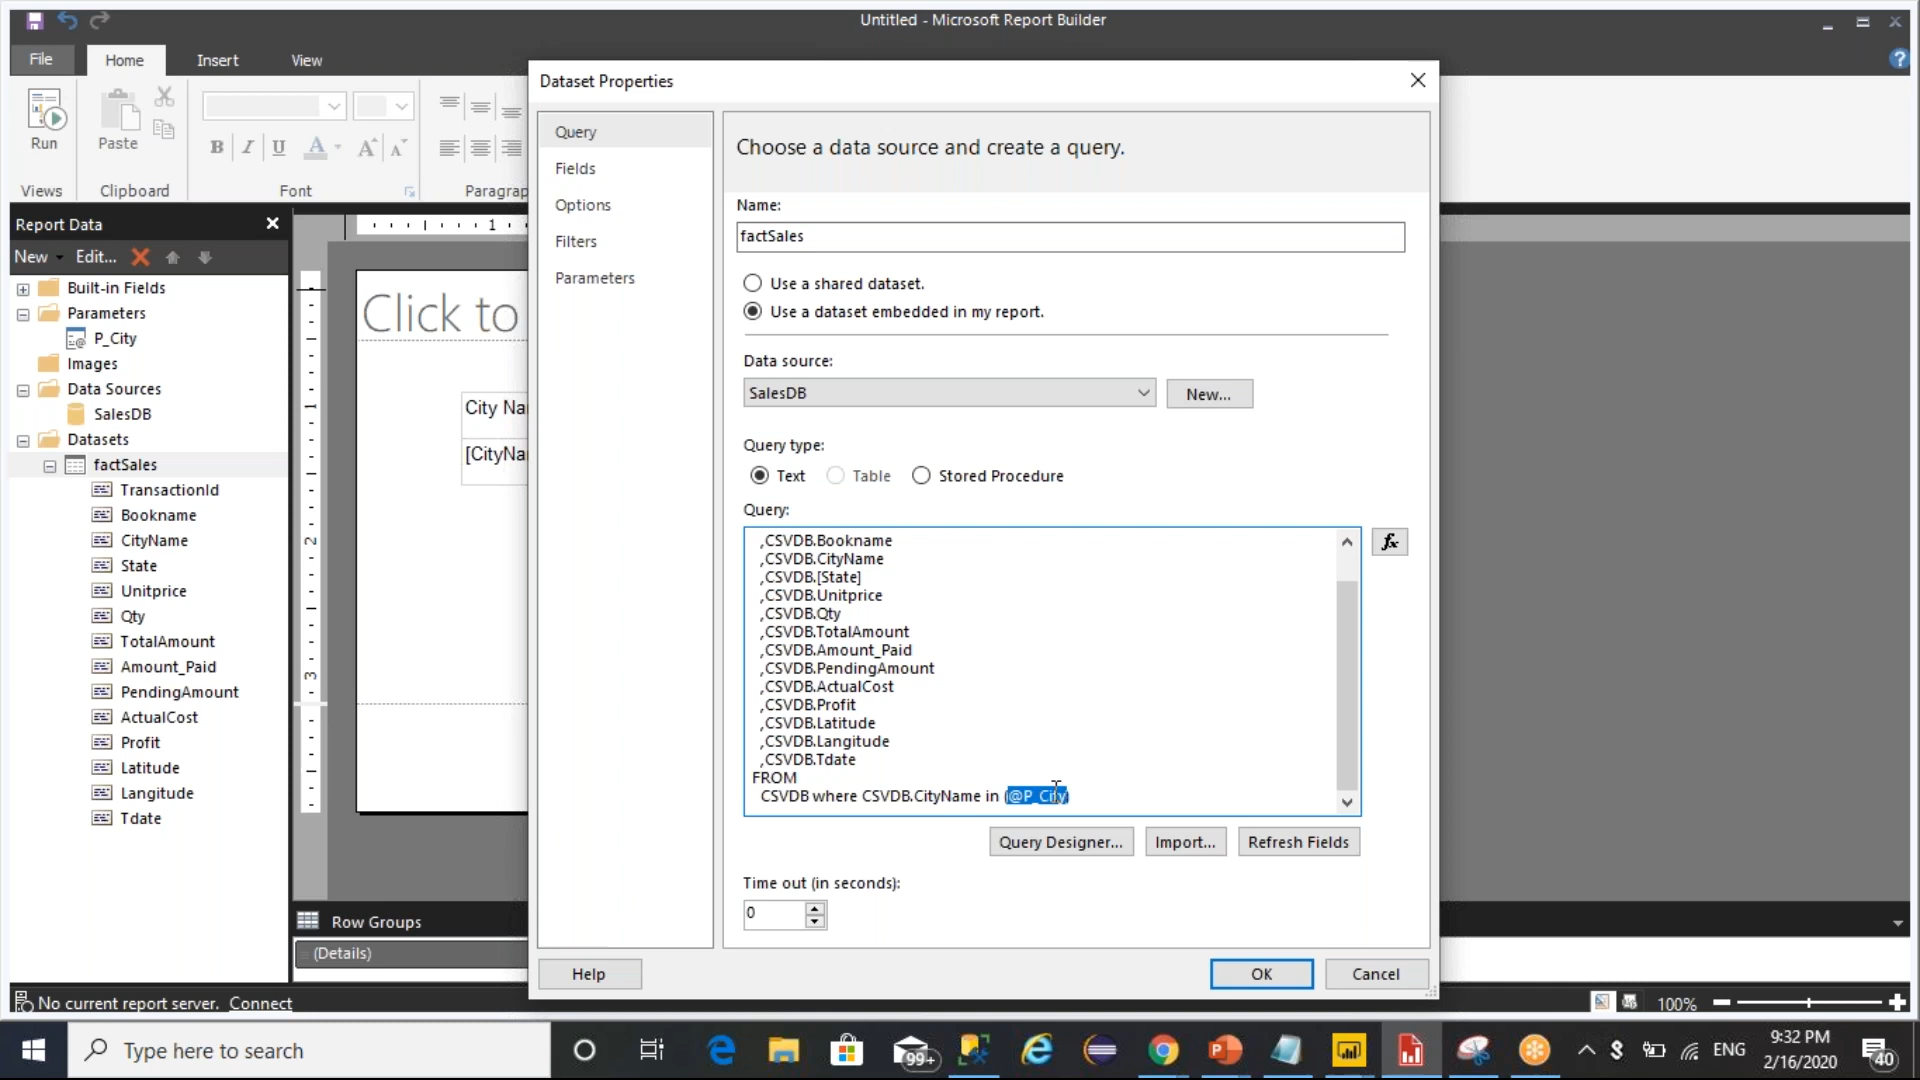 Untitled - Microsoft Report Builder
File Home Insert View
Run
Paste
B I U A A A
Views Clipboard Font Paragrap
Report Data
New Edit...
Built-in Fields
Parameters
P_City
Images
Data Sources
SalesDB
Datasets
factSales
TransactionId
Bookname
CityName
State
Unitprice
Qty
TotalAmount
Amount_Paid
PendingAmount
ActualCost
Profit
Latitude
Langitude
Tdate
1
1
2
3
Click to
City Na
[CityNa
Row Groups
(Details)
Dataset Properties
Query
Fields
Options
Filters
Parameters
Choose a data source and create a query.
Name:
factSales
Use a shared dataset.
Use a dataset embedded in my report.
Data source:
SalesDB
New...
Query type:
Text Table Stored Procedure
Query:
fx
,CSVDB.Bookname
,CSVDB.CityName
,CSVDB.[State]
,CSVDB.Unitprice
,CSVDB.Qty
,CSVDB.TotalAmount
,CSVDB.Amount_Paid
,CSVDB.PendingAmount
,CSVDB.ActualCost
,CSVDB.Profit
,CSVDB.Latitude
,CSVDB.Langitude
,CSVDB.Tdate
FROM
CSVDB where CSVDB.CityName in (@P_City)
Query Designer... Import... Refresh Fields
Time out (in seconds):
0
Help OK Cancel
No current report server. Connect
100%
Type here to search
99+
ENG
9:32 PM
2/16/2020
40